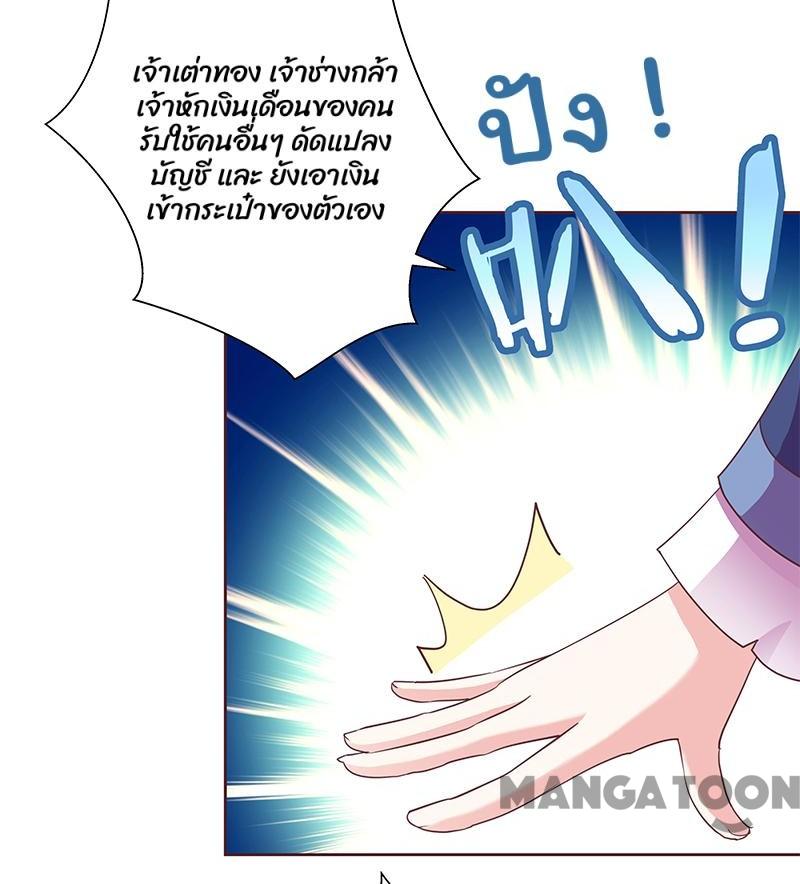 เจ้าเต่าทอง เจ้าช่างกล้า
เจ้าหักเงินเดือนของคน
รับใช้คนอื่นๆ ดัดแปลง
บัญชี และ ยังเอาเงิน
เข้ากระเป๋าของตัวเอง
ปัง !
叭!
MANGATOON